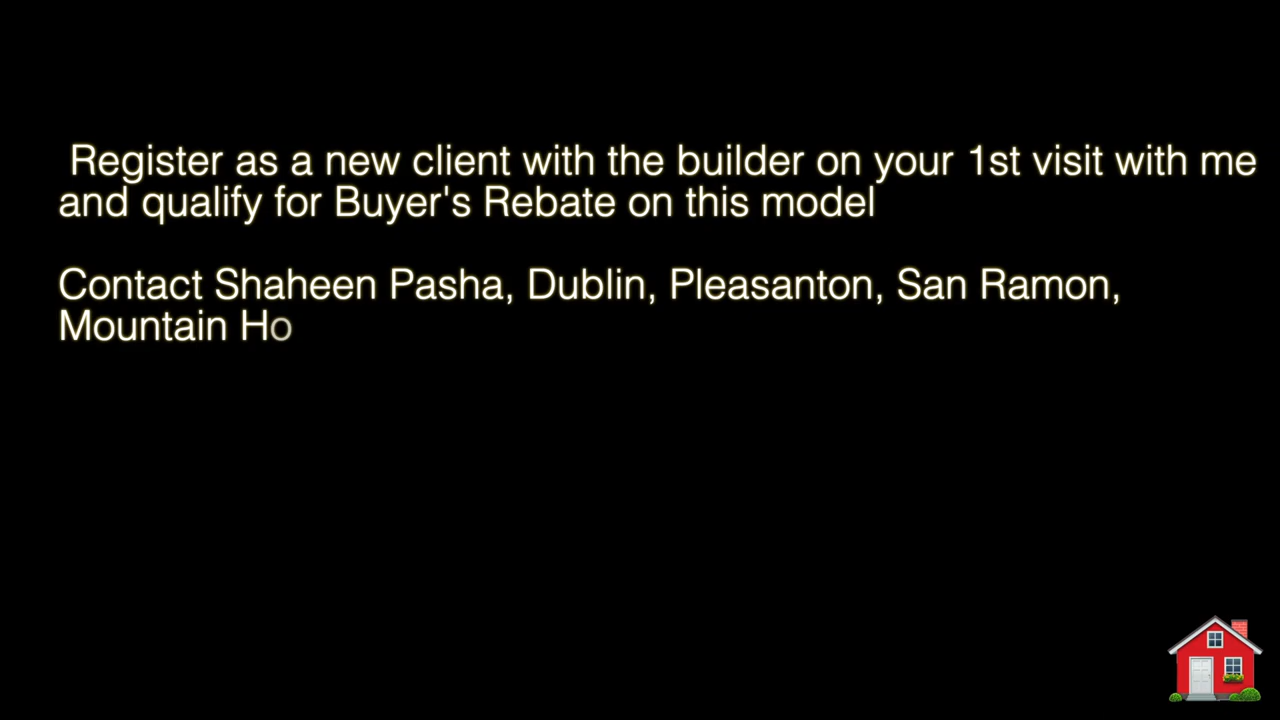 Register as a new client with the builder on your 1st visit with me
and qualify for Buyer's Rebate on this model
Contact Shaheen Pasha, Dublin, Pleasanton, San Ramon,
Mountain Ho